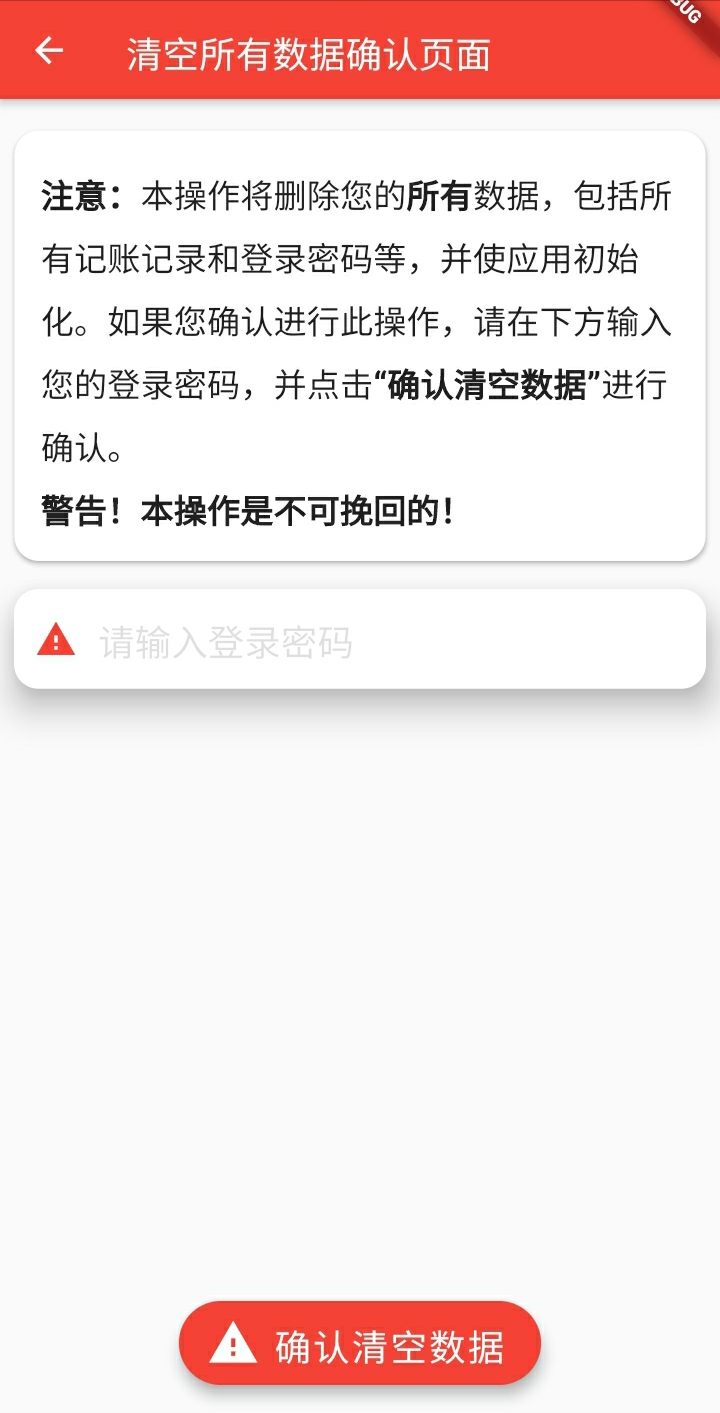 清空所有数据确认页面
注意：本操作将删除您的所有数据，包括所
有记账记录和登录密码等，并使应用初始
化。如果您确认进行此操作，请在下方输入
您的登录密码，并点击“确认清空数据”进行
确认。
警告！本操作是不可挽回的！
请输入登录密码
确认清空数据